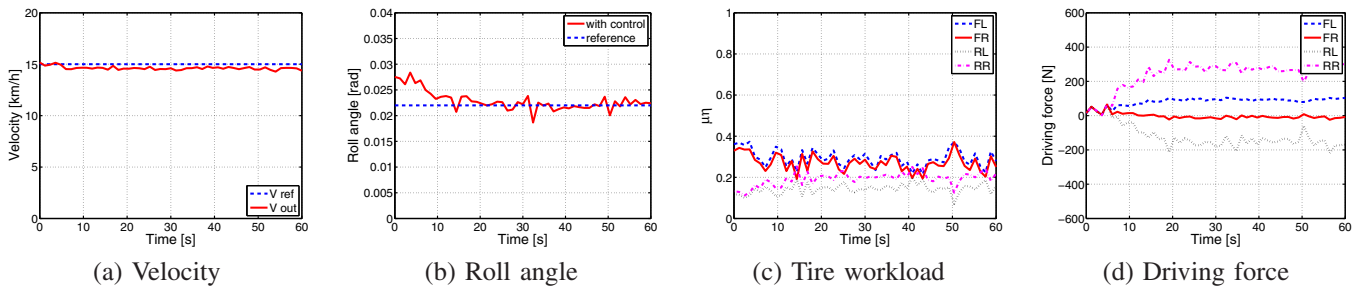 20
15
10
5
0
0 10 20 30 40 50 60
Velocity [km/h]
Time [s]
V ref
V out
(a) Velocity
0.04
0.035
0.03
0.025
0.02
0.015
0.01
0.005
0
0 10 20 30 40 50 60
Roll angle [rad]
Time [s]
with control
reference
(b) Roll angle
1
0.8
0.6
0.4
0.2
0
0 10 20 30 40 50 60
μη
Time [s]
FL
FR
RL
RR
(c) Tire workload
600
400
200
0
−200
−400
−600
0 10 20 30 40 50 60
Driving force [N]
Time [s]
FL
FR
RL
RR
(d) Driving force